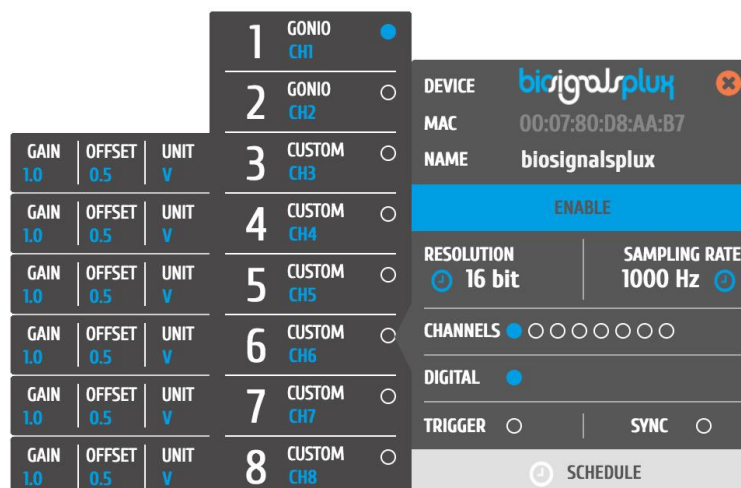 1 GONIO
CH1
2 GONIO
CH2
3 CUSTOM
CH3
4 CUSTOM
CH4
5 CUSTOM
CH5
6 CUSTOM
CH6
7 CUSTOM
CH7
8 CUSTOM
CH8
GAIN OFFSET UNIT
1.0 0.5 V
GAIN OFFSET UNIT
1.0 0.5 V
GAIN OFFSET UNIT
1.0 0.5 V
GAIN OFFSET UNIT
1.0 0.5 V
GAIN OFFSET UNIT
1.0 0.5 V
GAIN OFFSET UNIT
1.0 0.5 V
DEVICE biosignalsplux
MAC 00:07:80:D8:AA:B7
NAME biosignalsplux
ENABLE
RESOLUTION SAMPLING RATE
16 bit 1000 Hz
CHANNELS
DIGITAL
TRIGGER SYNC
SCHEDULE